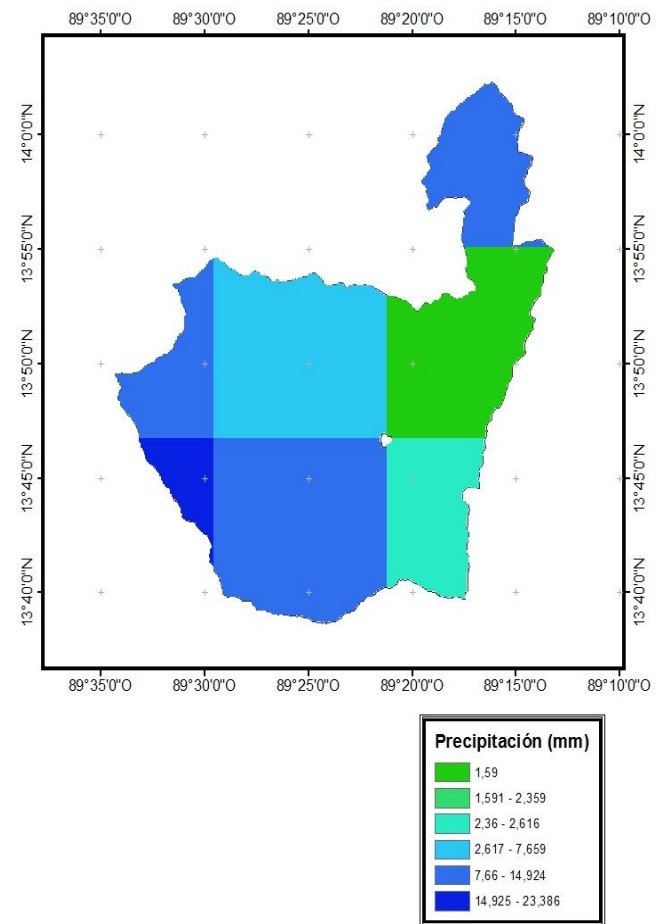 89°35'0"O 89°30'0"O 89°25'0"O 89°20'0"O 89°15'0"O 89°10'0"O
14°0'0"N 14°0'0"N
13°55'0"N 13°55'0"N
13°50'0"N 13°50'0"N
13°45'0"N 13°45'0"N
13°40'0"N 13°40'0"N
89°35'0"O 89°30'0"O 89°25'0"O 89°20'0"O 89°15'0"O 89°10'0"O
Precipitación (mm)
1,59
1,591 - 2,359
2,36 - 2,616
2,617 - 7,659
7,66 - 14,924
14,925 - 23,386